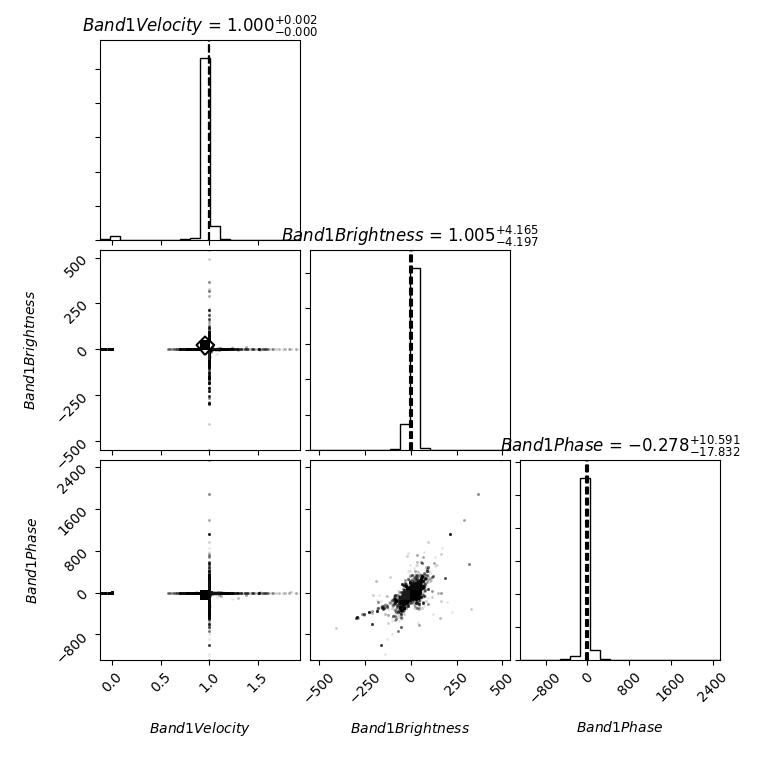 Band1Velocity = 1.000+0.002 −0.000
Band1Brightness = 1.005+4.165 −4.197
500
250
0
−250
−500
Band1Brightness
Band1Phase = −0.278+10.591 −17.832
2400
1600
800
0
−800
Band1Phase
0.0 0.5 1.0 1.5
−500 −250 0 250 500
−800 0 800 1600 2400
Band1Velocity
Band1Brightness
Band1Phase